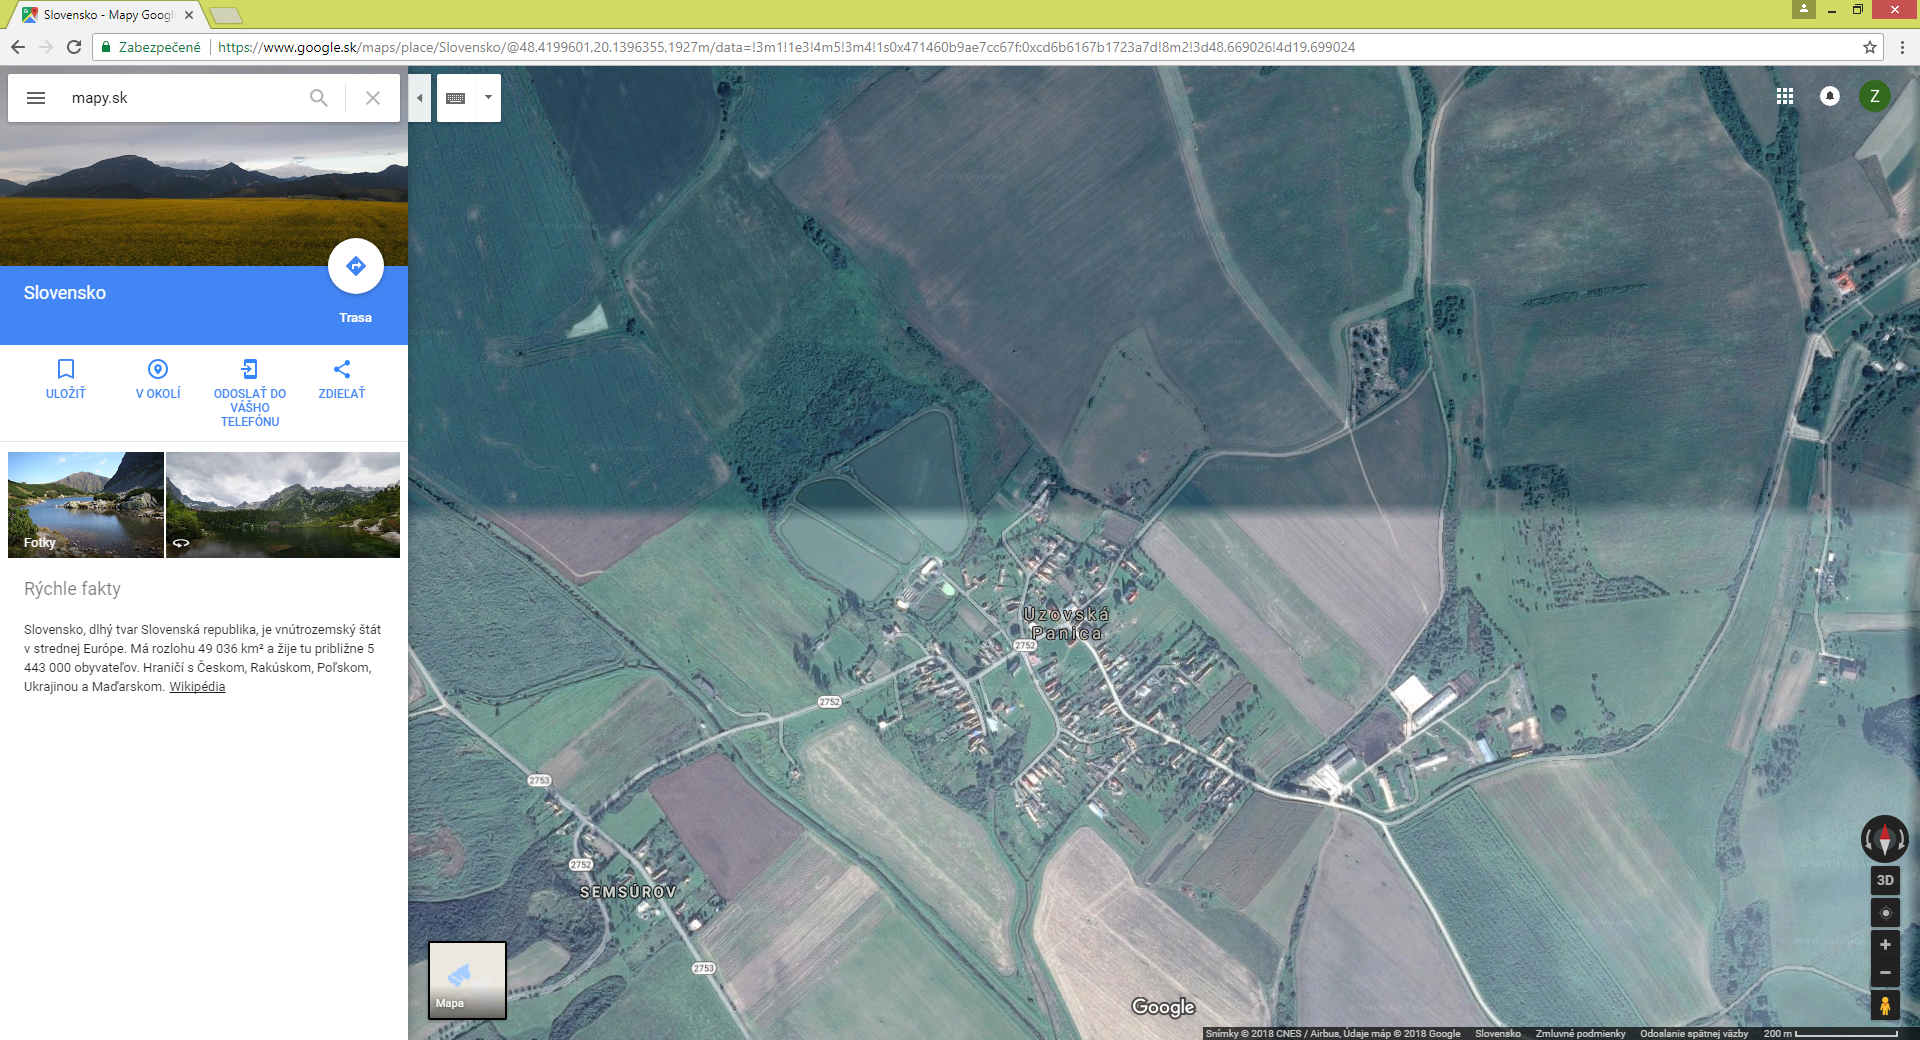 Slovensko - Mapy Googl
Zabezpečené
https://www.google.sk/maps/place/Slovensko/@48.4199601,20.1396355,1927m/data=!3m1!1e3!4m5!3m4!1s0x471460b9ae7cc67f:0xcd6b6167b1723a7d!8m2!3d48.669026!4d19.699024
mapy.sk
Z
Slovensko
Trasa
ULOŽIŤ
V OKOLÍ
ODOSLAŤ DO
VÁŠHO
TELEFÓNU
ZDIEĽAŤ
Fotky
Rýchle fakty
Slovensko, dlhý tvar Slovenská republika, je vnútrozemský štát
v strednej Európe. Má rozlohu 49 036 km² a žije tu približne 5
443 000 obyvateľov. Hraničí s Českom, Rakúskom, Poľskom,
Ukrajinou a Maďarskom. Wikipédia
Uzovská
Panica
2752
2752
2753
2752
SEMSÚROV
2753
Mapa
3D
Google
Snímky © 2018 CNES / Airbus, Údaje máp © 2018 Google
Slovensko
Zmluvné podmienky
Odoslanie spätnej väzby
200 m